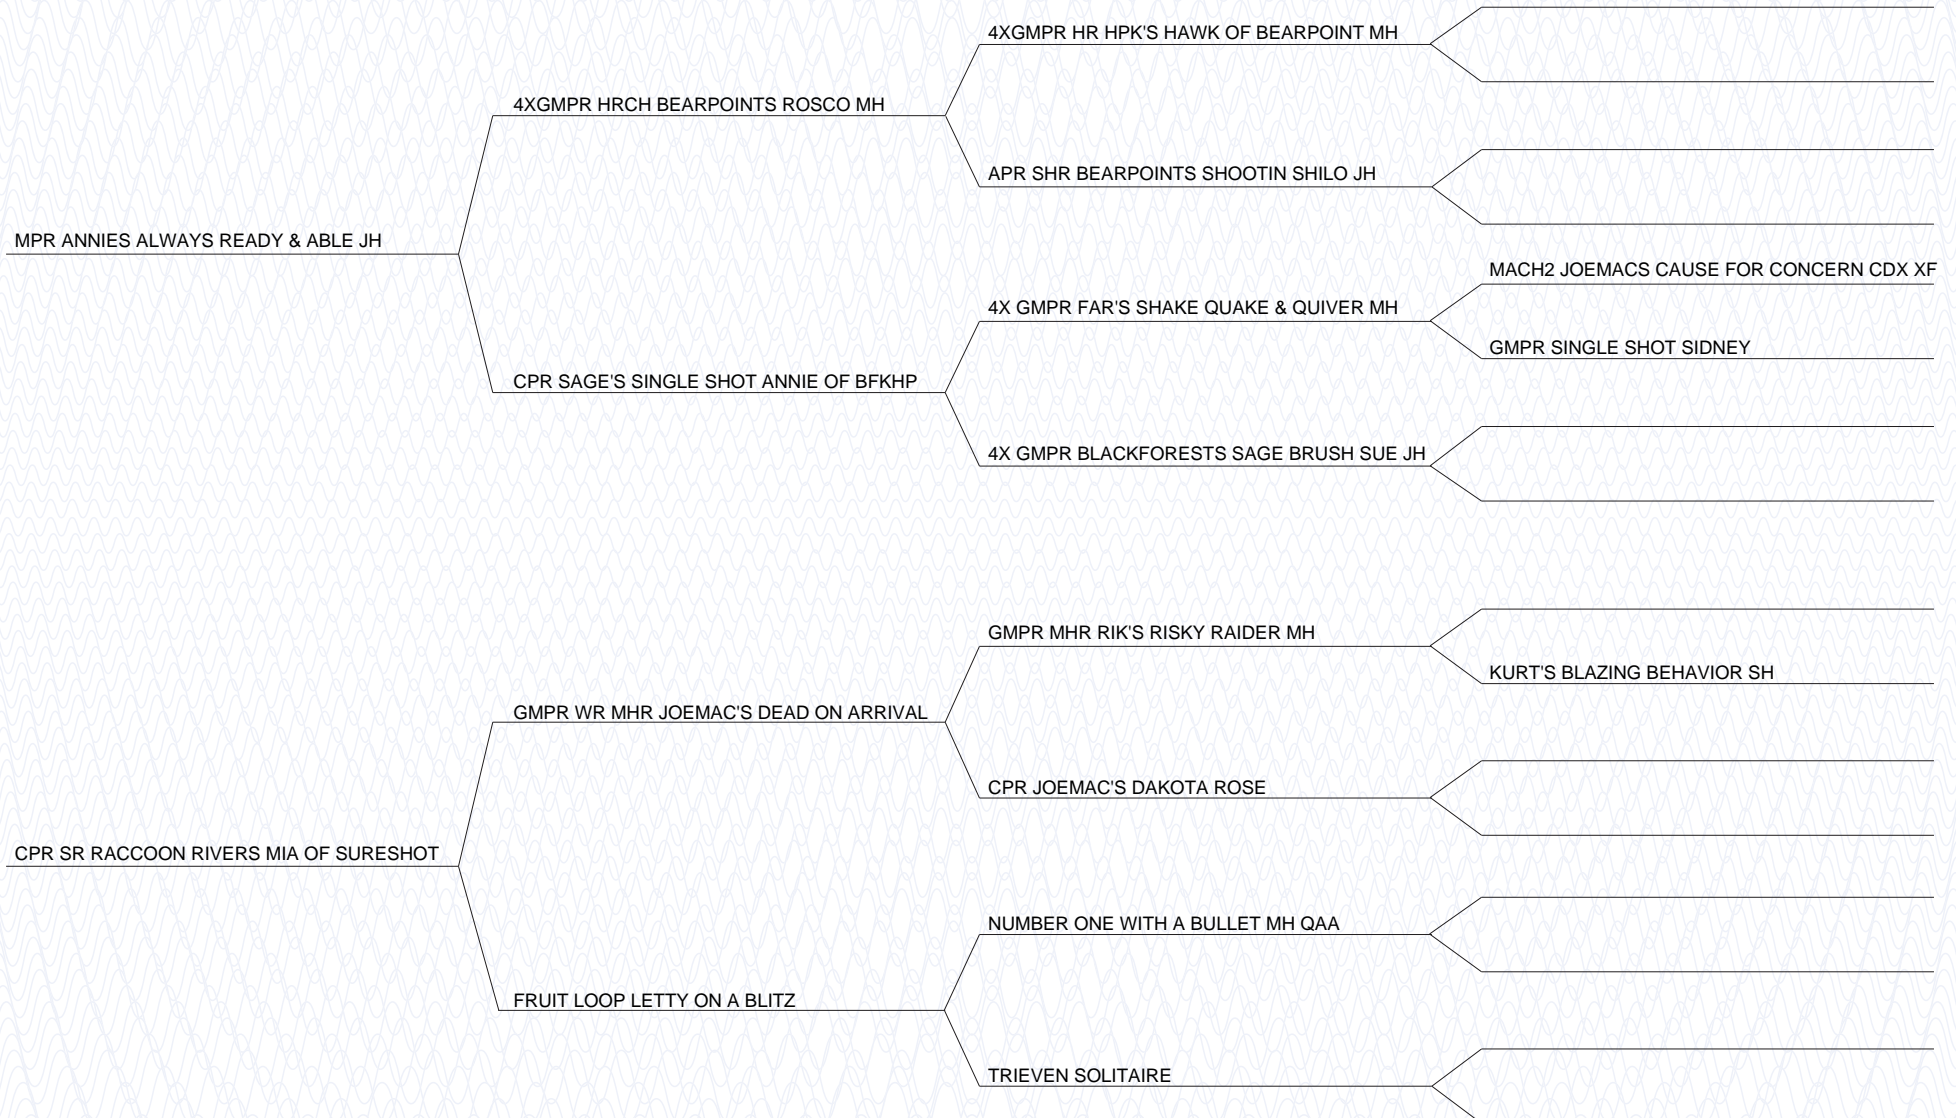 4XGMPR HR HPK'S HAWK OF BEARPOINT MH
4XGMPR HRCH BEARPOINTS ROSCO MH
APR SHR BEARPOINTS SHOOTIN SHILO JH
MPR ANNIES ALWAYS READY & ABLE JH
MACH2 JOEMACS CAUSE FOR CONCERN CDX XF
4X GMPR FAR'S SHAKE QUAKE & QUIVER MH
GMPR SINGLE SHOT SIDNEY
CPR SAGE'S SINGLE SHOT ANNIE OF BFKHP
4X GMPR BLACKFORESTS SAGE BRUSH SUE JH
GMPR MHR RIK'S RISKY RAIDER MH
KURT'S BLAZING BEHAVIOR SH
GMPR WR MHR JOEMAC'S DEAD ON ARRIVAL
CPR JOEMAC'S DAKOTA ROSE
CPR SR RACCOON RIVERS MIA OF SURESHOT
NUMBER ONE WITH A BULLET MH QAA
FRUIT LOOP LETTY ON A BLITZ
TRIEVEN SOLITAIRE